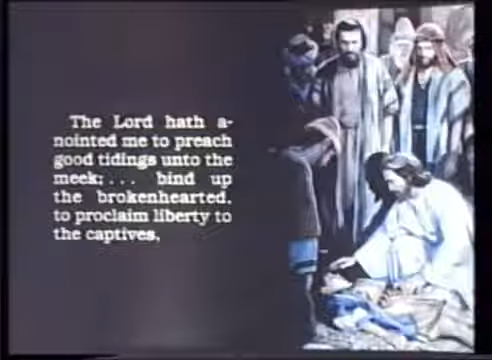 The Lord hath a-
nointed me to preach
good tidings unto the
meek; ... bind up
the brokenhearted,
to proclaim liberty to
the captives,